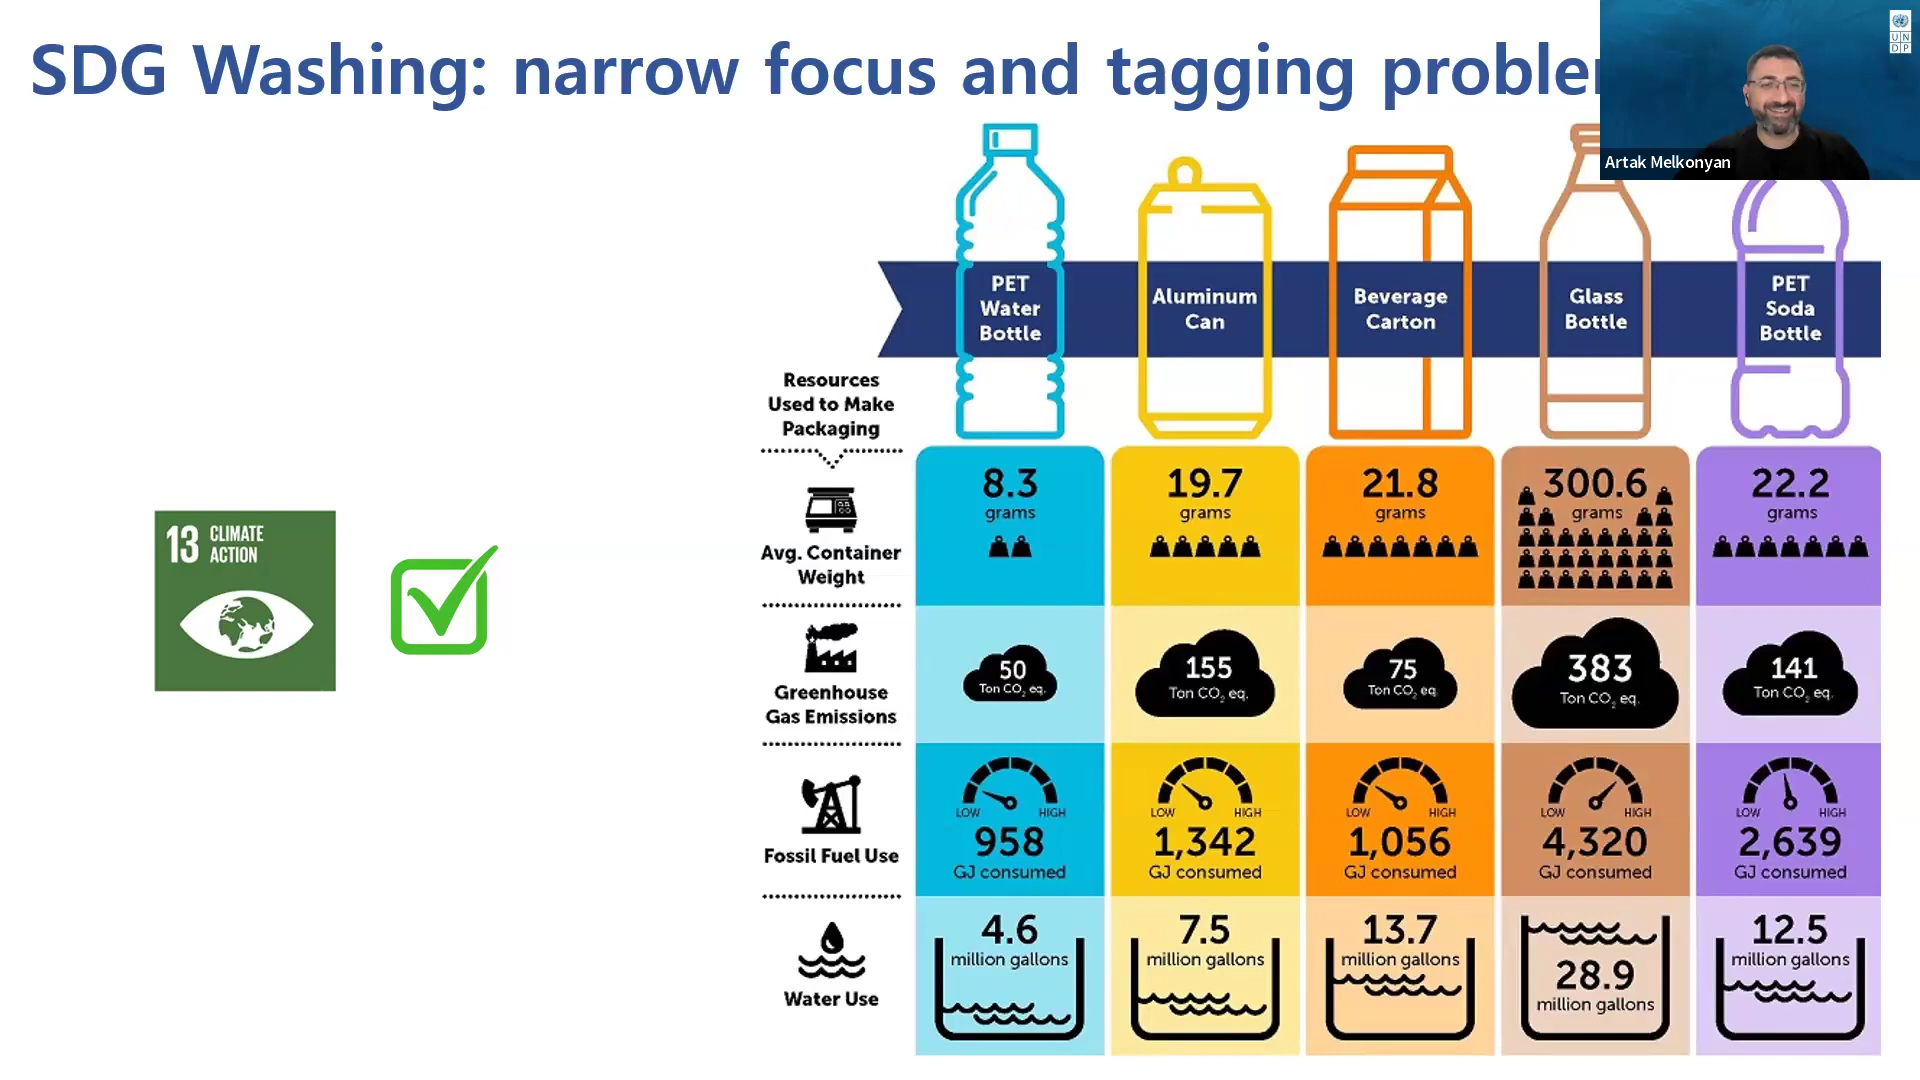 SDG Washing: narrow focus and tagging proble
UN
DP
Artak Melkonyan
PET
Water
Bottle
Aluminum
Can
Beverage
Carton
Glass
Bottle
PET
Soda
Bottle
Resources
Used to Make
Packaging
13 CLIMATE
ACTION
Avg. Container
Weight
8.3
grams
19.7
grams
21.8
grams
300.6
grams
22.2
grams
Greenhouse
Gas Emissions
50
Ton CO₂ eq.
155
Ton CO₂ eq.
75
Ton CO₂ eq.
383
Ton CO₂ eq.
141
Ton CO₂ eq.
Fossil Fuel Use
LOW HIGH
958
GJ consumed
LOW HIGH
1,342
GJ consumed
LOW HIGH
1,056
GJ consumed
LOW HIGH
4,320
GJ consumed
LOW HIGH
2,639
GJ consumed
Water Use
4.6
million gallons
7.5
million gallons
13.7
million gallons
28.9
million gallons
12.5
million gallons